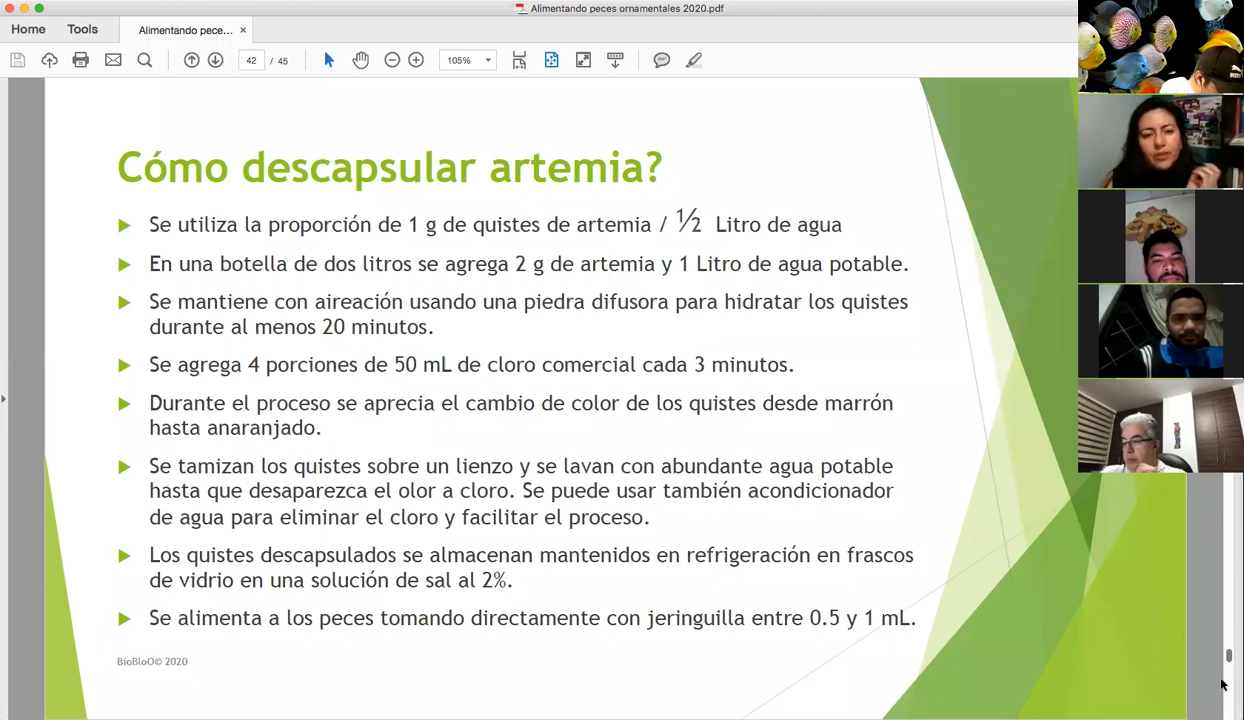 Alimentando peces ornamentales 2020.pdf
Home
Tools
Alimentando pece...
×
42 / 45
105%
Cómo descapsular artemia?
Se utiliza la proporción de 1 g de quistes de artemia / ½ Litro de agua
En una botella de dos litros se agrega 2 g de artemia y 1 Litro de agua potable.
Se mantiene con aireación usando una piedra difusora para hidratar los quistes
durante al menos 20 minutos.
Se agrega 4 porciones de 50 mL de cloro comercial cada 3 minutos.
Durante el proceso se aprecia el cambio de color de los quistes desde marrón
hasta anaranjado.
Se tamizan los quistes sobre un lienzo y se lavan con abundante agua potable
hasta que desaparezca el olor a cloro. Se puede usar también acondicionador
de agua para eliminar el cloro y facilitar el proceso.
Los quistes descapsulados se almacenan mantenidos en refrigeración en frascos
de vidrio en una solución de sal al 2%.
Se alimenta a los peces tomando directamente con jeringuilla entre 0.5 y 1 mL.
BioBloO© 2020